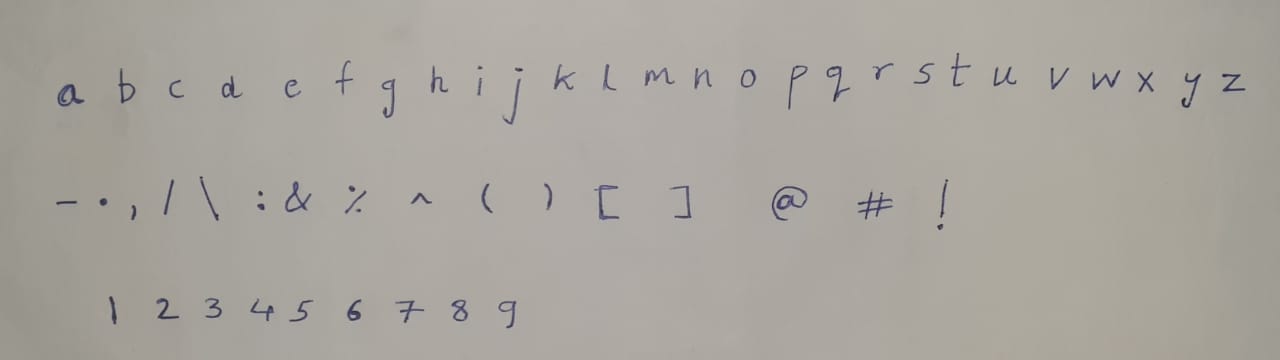 a b c d e f g h i j k l m n o p q r s t u v w x y z
- . , / \ : & % ^ ( ) [ ] @ # !
1 2 3 4 5 6 7 8 9